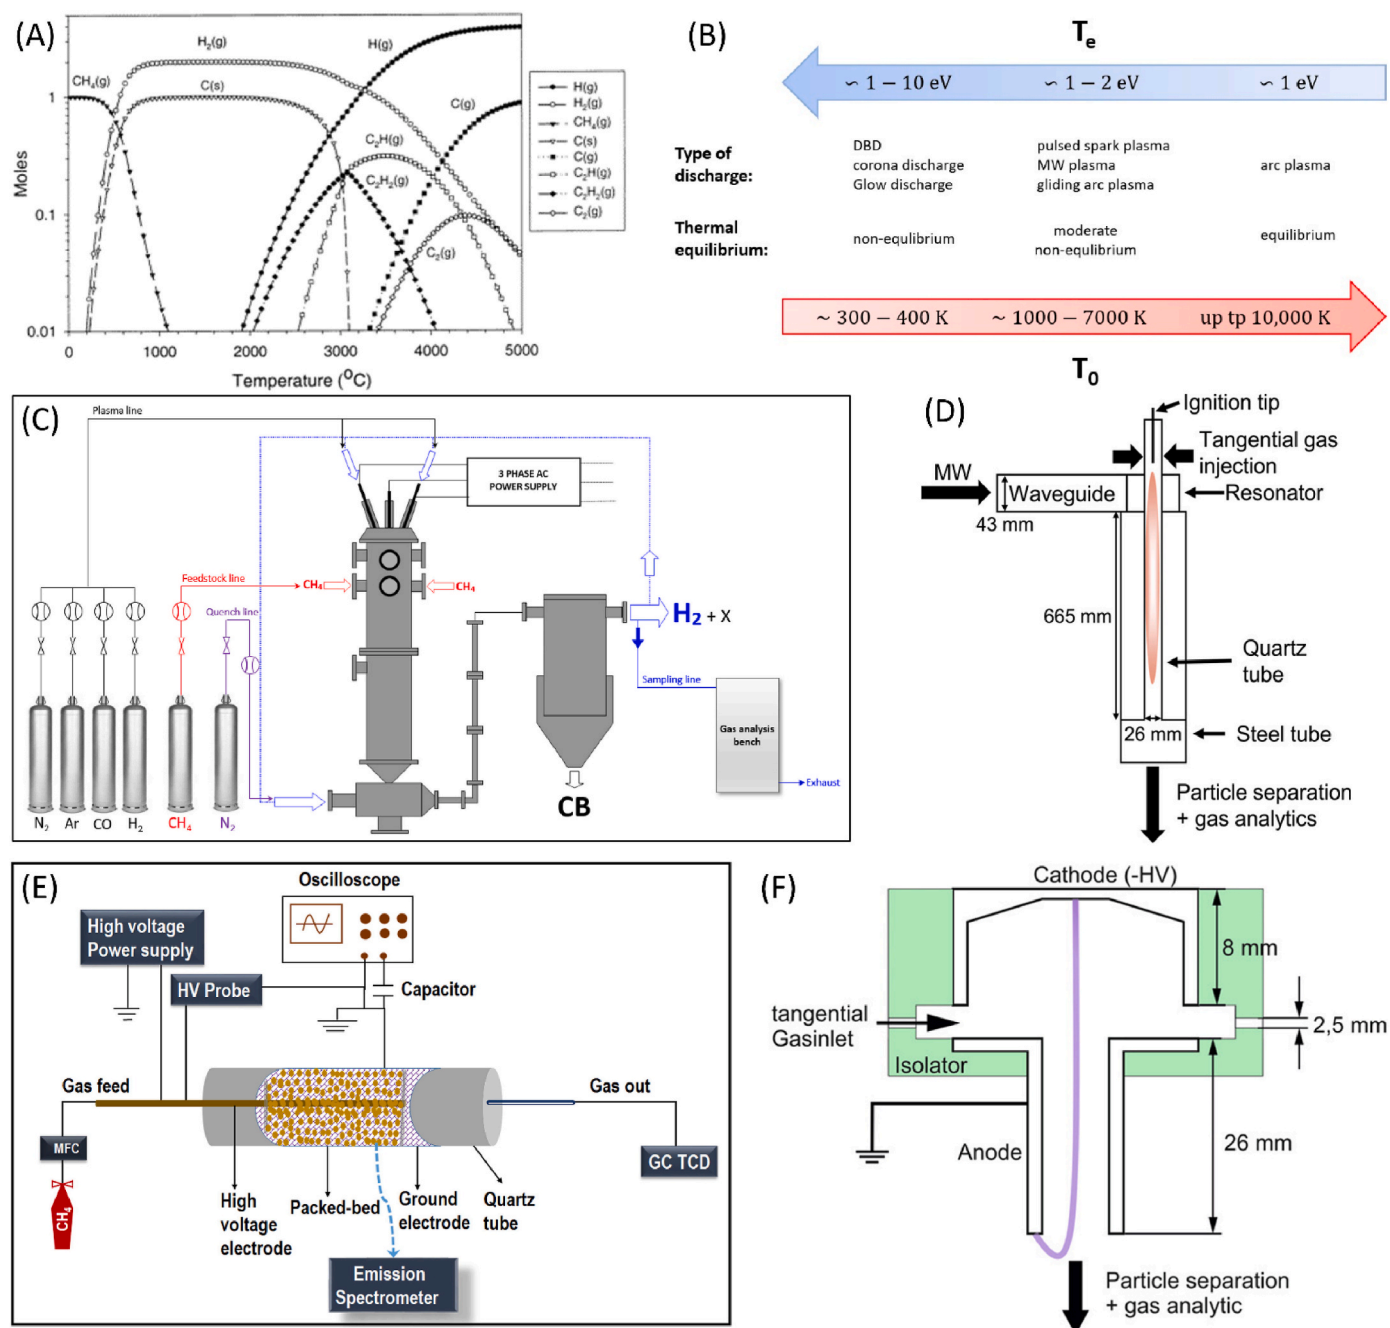 (A)
H₂(g)
H(g)
CH₄(g)
C(s)
C(g)
C₂H(g)
C₂H₂(g)
C₂(g)
1
0.1
0.01
Moles
0
1000
2000
3000
4000
5000
Temperature (⁰C)
H(g)
H₂(g)
CH₄(g)
C(s)
C(g)
C₂H(g)
C₂H₂(g)
C₂(g)
(B)
Tₑ
∽ 1 − 10 eV
∽ 1 − 2 eV
∽ 1 eV
Type of
discharge:
DBD
corona discharge
Glow discharge
pulsed spark plasma
MW plasma
gliding arc plasma
arc plasma
Thermal
equilibrium:
non-equlibrium
moderate
non-equlibrium
equilibrium
~ 300 − 400 K
~ 1000 − 7000 K
up tp 10,000 K
T₀
(C)
Plasma line
3 PHASE AC
POWER SUPPLY
Feedstock line
CH₄
CH₄
Quench line
H₂ + X
Sampling line
Gas analysis
bench
Exhaust
CB
N₂
Ar
CO
H₂
CH₄
N₂
(D)
Ignition tip
Tangential gas
injection
MW
Waveguide
Resonator
43 mm
665 mm
Quartz
tube
26 mm
Steel tube
Particle separation
+ gas analytics
(E)
Oscilloscope
High voltage
Power supply
HV Probe
Capacitor
Gas feed
Gas out
MFC
CH₄
GC TCD
High
voltage
electrode
Packed-bed
Ground
electrode
Quartz
tube
Emission
Spectrometer
(F)
Cathode (-HV)
8 mm
tangential
Gasinlet
2,5 mm
Isolator
Anode
26 mm
Particle separation
+ gas analytic